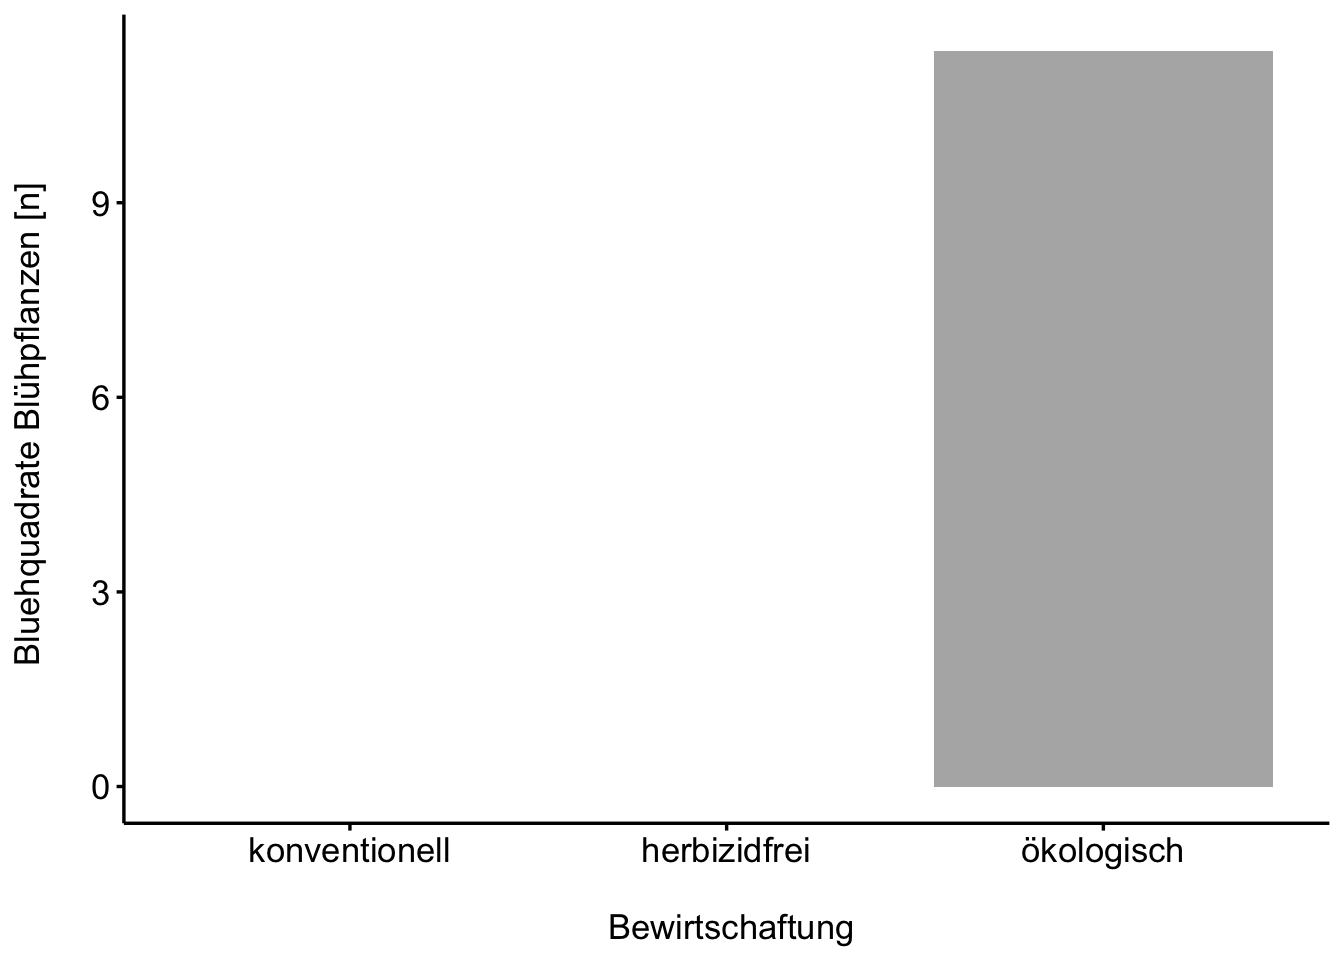 Bluehquadrate Blühpflanzen [n]
9
6
3
0
konventionell
herbizidfrei
ökologisch
Bewirtschaftung